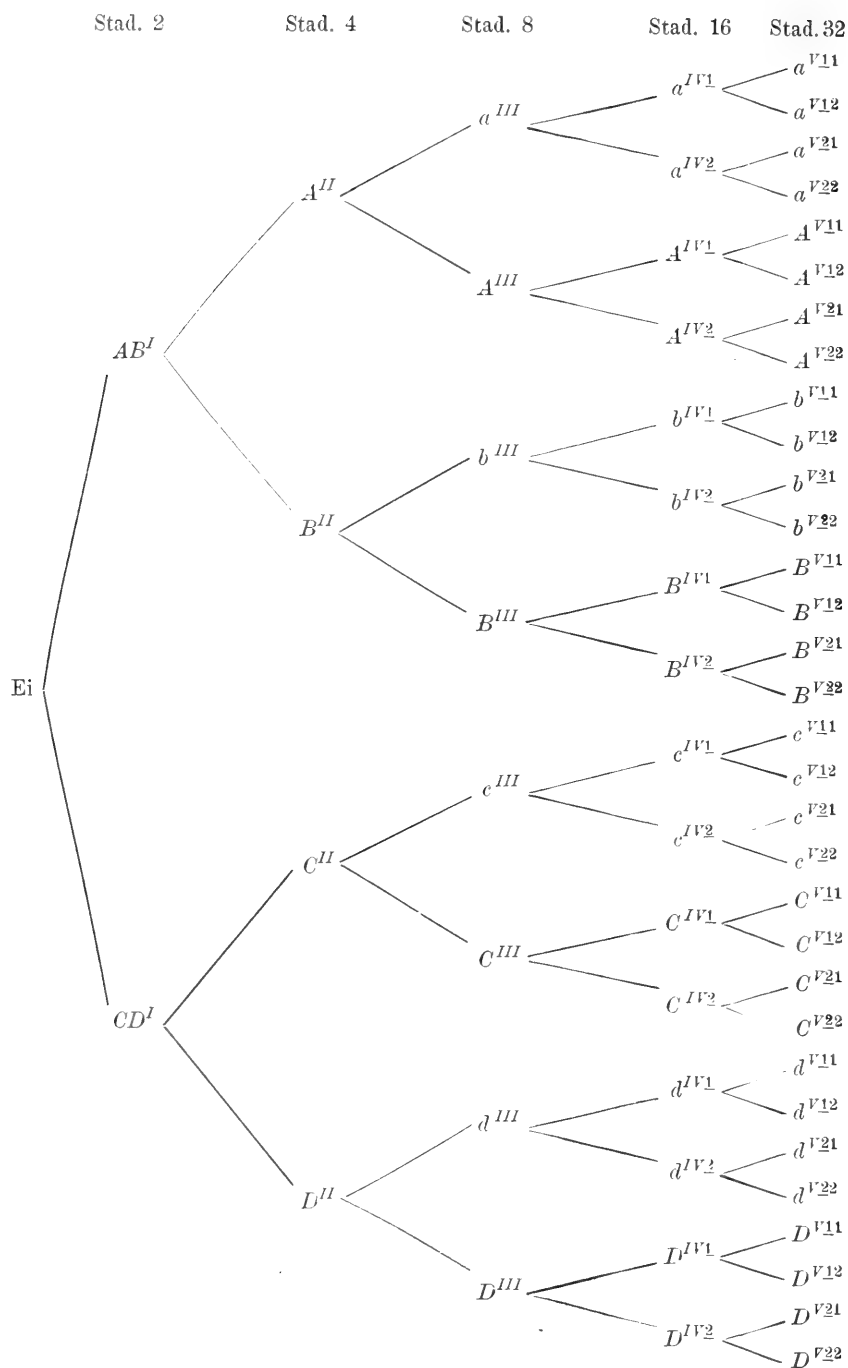 Stad. 2 Stad. 4 Stad. 8 Stad. 16 Stad. 32
a^V11
a^IV1
a^V12
a^III
a^V21
a^IV2
a^V22
A^II
A^V11
A^IV1
A^V12
A^III
A^V21
A^IV2
A^V22
AB^I
b^V11
b^IV1
b^V12
b^III
b^V21
b^IV2
b^V22
B^II
B^V11
B^IV1
B^V12
B^III
B^V21
B^IV2
B^V22
Ei
c^V11
c^IV1
c^V12
c^III
c^V21
c^IV2
c^V22
C^II
C^V11
C^IV1
C^V12
C^III
C^V21
C^IV2
C^V22
CD^I
d^V11
d^IV1
d^V12
d^III
d^V21
d^IV2
d^V22
D^II
D^V11
D^IV1
D^V12
D^III
D^V21
D^IV2
D^V22